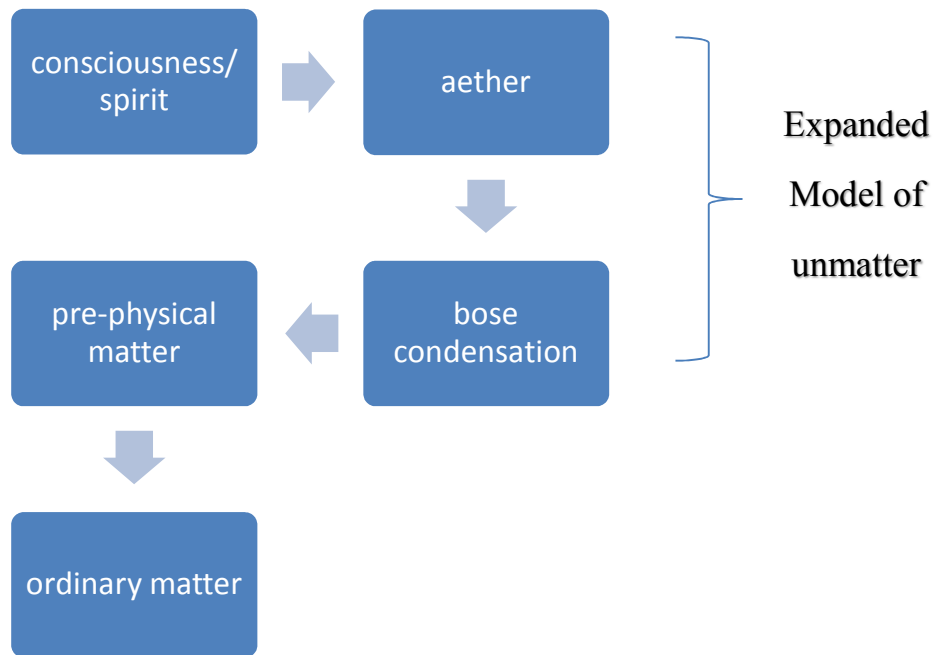 consciousness/
spirit
aether
Expanded
Model of
unmatter
bose
condensation
pre-physical
matter
ordinary matter